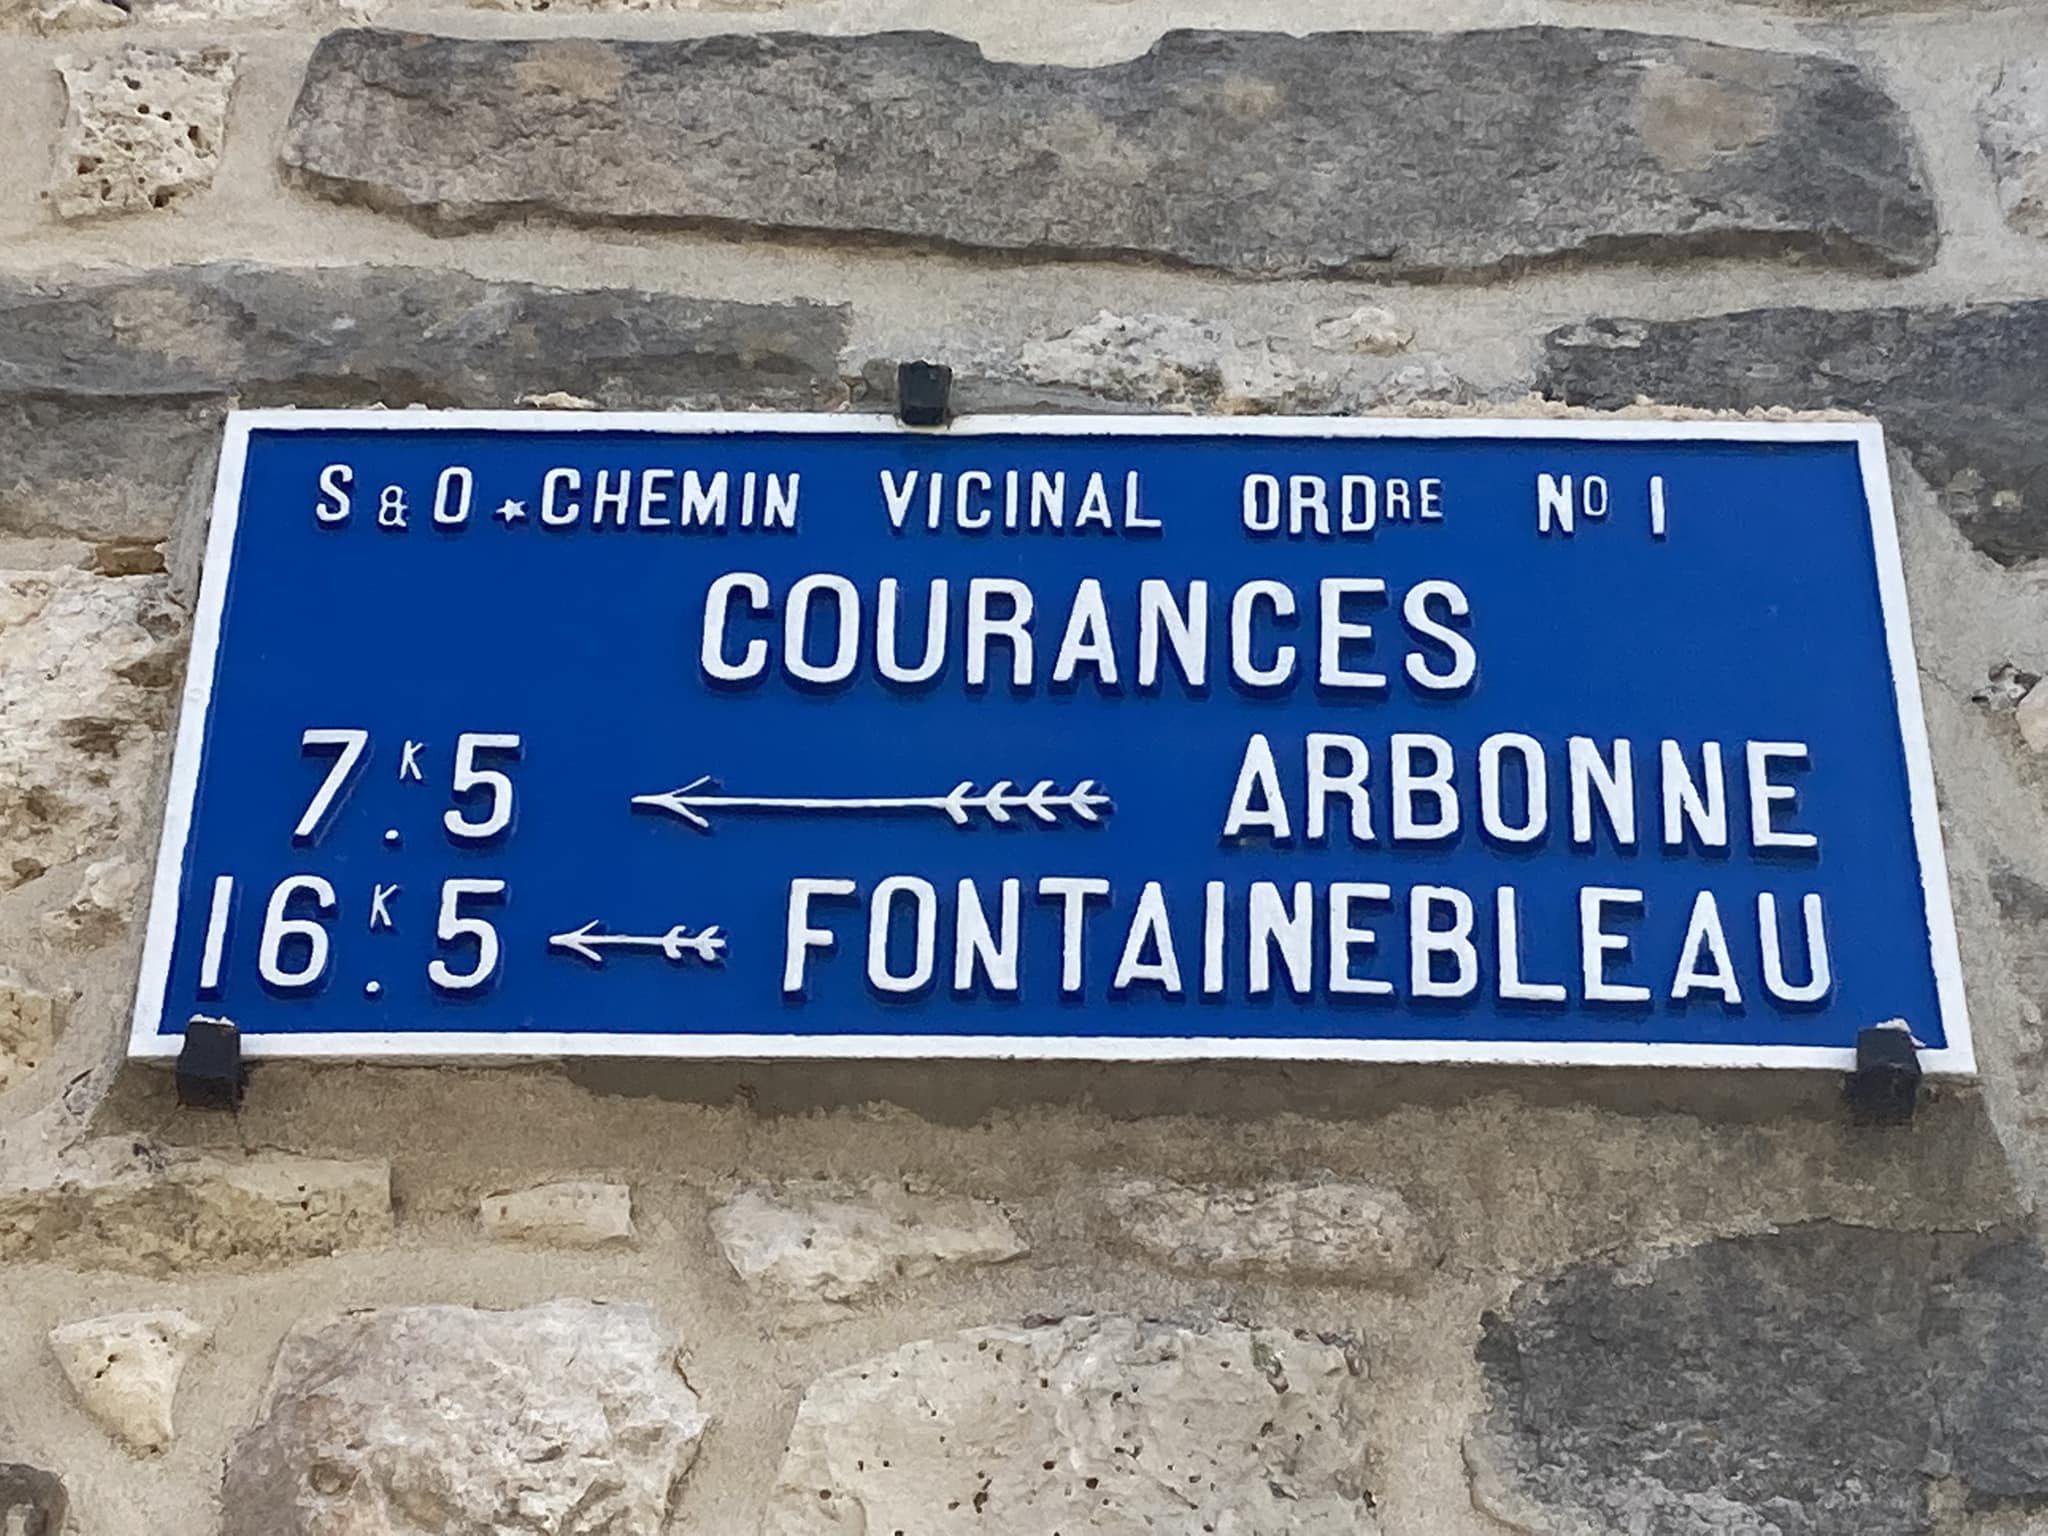 S & O ★ CHEMIN VICINAL ORDRE NO 1
COURANCES
7.K5 ARBONNE
16.K5 FONTAINEBLEAU